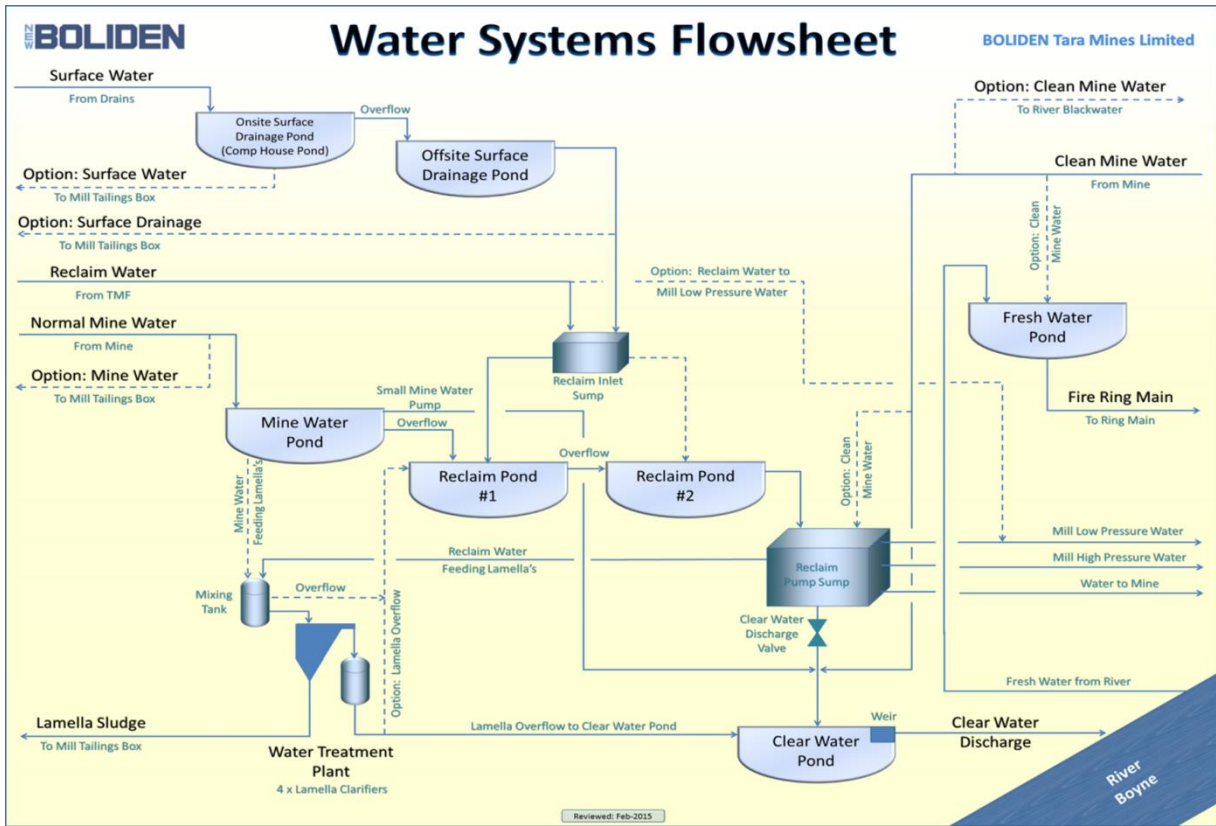 NEW BOLIDEN
Water Systems Flowsheet
BOLIDEN Tara Mines Limited
Surface Water
From Drains
Overflow
Onsite Surface
Drainage Pond
(Comp House Pond)
Offsite Surface
Drainage Pond
Option: Surface Water
To Mill Tailings Box
Option: Surface Drainage
To Mill Tailings Box
Reclaim Water
From TMF
Normal Mine Water
From Mine
Option: Mine Water
To Mill Tailings Box
Option: Clean Mine Water
To River Blackwater
Clean Mine Water
From Mine
Option: Clean
Mine Water
Option: Reclaim Water to
Mill Low Pressure Water
Fresh Water
Pond
Fire Ring Main
To Ring Main
Reclaim Inlet
Sump
Small Mine Water
Pump
Overflow
Mine Water
Pond
Mine Water
Feeding Lamella's
Reclaim Pond
#1
Overflow
Reclaim Pond
#2
Option: Clean
Mine Water
Reclaim Water
Feeding Lamella's
Reclaim
Pump Sump
Mill Low Pressure Water
Mill High Pressure Water
Water to Mine
Mixing
Tank
Overflow
Option: Lamella Overflow
Clear Water
Discharge
Valve
Fresh Water from River
Lamella Sludge
To Mill Tailings Box
Water Treatment
Plant
4 x Lamella Clarifiers
Lamella Overflow to Clear Water Pond
Weir
Clear Water
Pond
Clear Water
Discharge
River
Boyne
Reviewed: Feb-2015